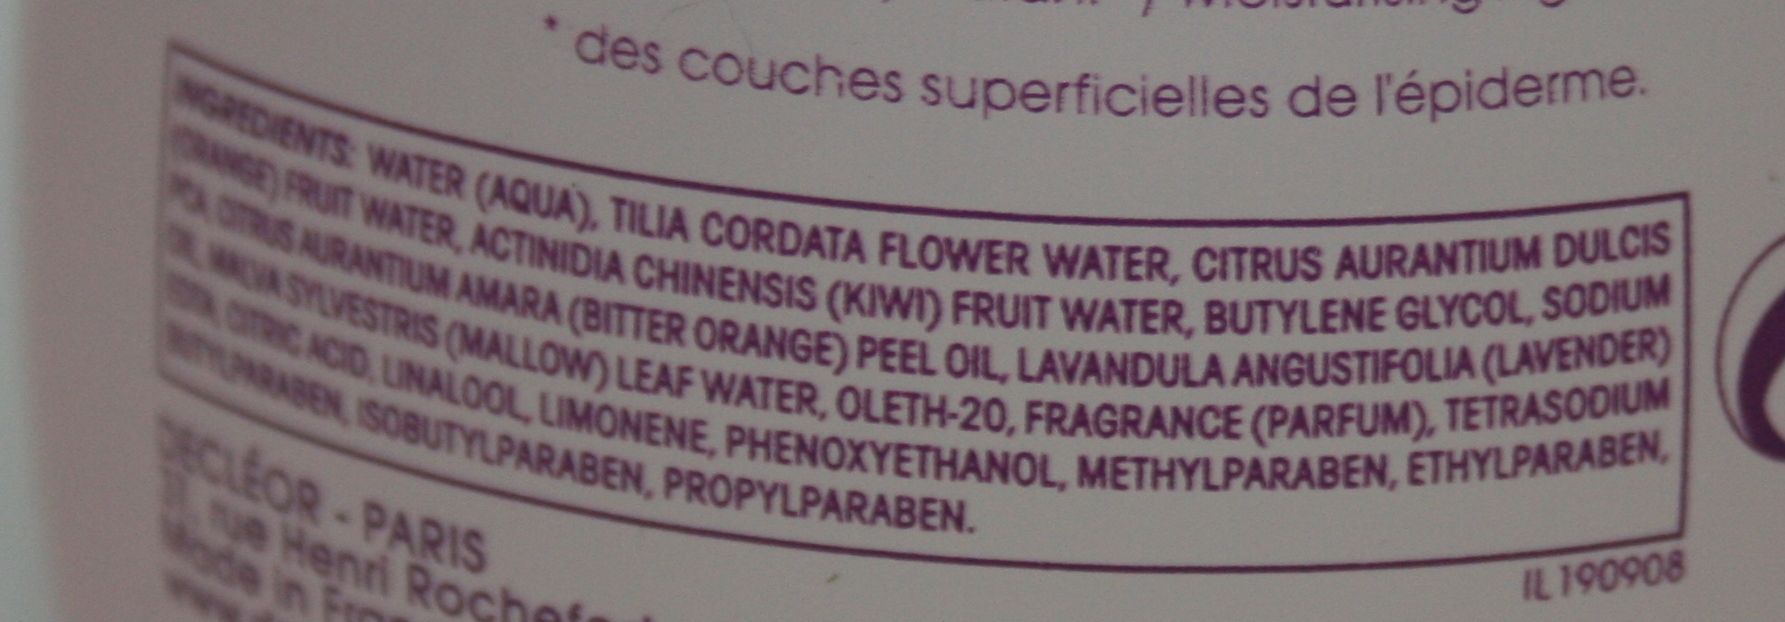 * des couches superficielles de l'épiderme.
INGREDIENTS: WATER (AQUA), TILIA CORDATA FLOWER WATER, CITRUS AURANTIUM DULCIS
(ORANGE) FRUIT WATER, ACTINIDIA CHINENSIS (KIWI) FRUIT WATER, BUTYLENE GLYCOL, SODIUM
PCA, CITRUS AURANTIUM AMARA (BITTER ORANGE) PEEL OIL, LAVANDULA ANGUSTIFOLIA (LAVENDER)
OIL, MALVA SYLVESTRIS (MALLOW) LEAF WATER, OLETH-20, FRAGRANCE (PARFUM), TETRASODIUM
EDTA, CITRIC ACID, LINALOOL, LIMONENE, PHENOXYETHANOL, METHYLPARABEN, ETHYLPARABEN,
BUTYLPARABEN, ISOBUTYLPARABEN, PROPYLPARABEN.
IL190908
DECLÉOR - PARIS
31, rue Henri
Made in